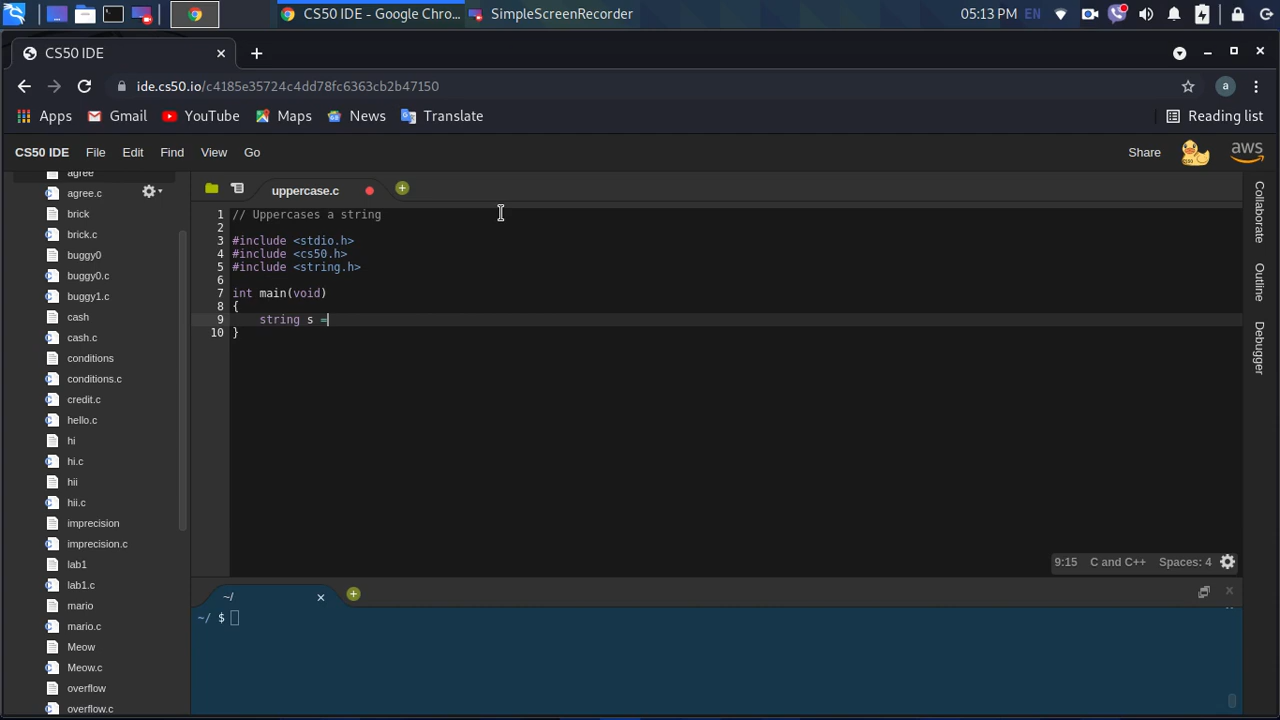 CS50 IDE - Google Chro...
SimpleScreenRecorder
05:13 PM EN
CS50 IDE
ide.cs50.io/c4185e35724c4dd78fc6363cb2b47150
a
Apps
Gmail
YouTube
Maps
News
Translate
Reading list
CS50 IDE File Edit Find View Go
Share
aws
agree
agree.c
brick
brick.c
buggy0
buggy0.c
buggy1.c
cash
cash.c
conditions
conditions.c
credit.c
hello.c
hi
hi.c
hii
hii.c
imprecision
imprecision.c
lab1
lab1.c
mario
mario.c
Meow
Meow.c
overflow
overflow.c
uppercase.c
1 // Uppercases a string
2
3 #include <stdio.h>
4 #include <cs50.h>
5 #include <string.h>
6
7 int main(void)
8 {
9     string s =
10 }
9:15 C and C++ Spaces: 4
~/
~/ $
Collaborate
Outline
Debugger